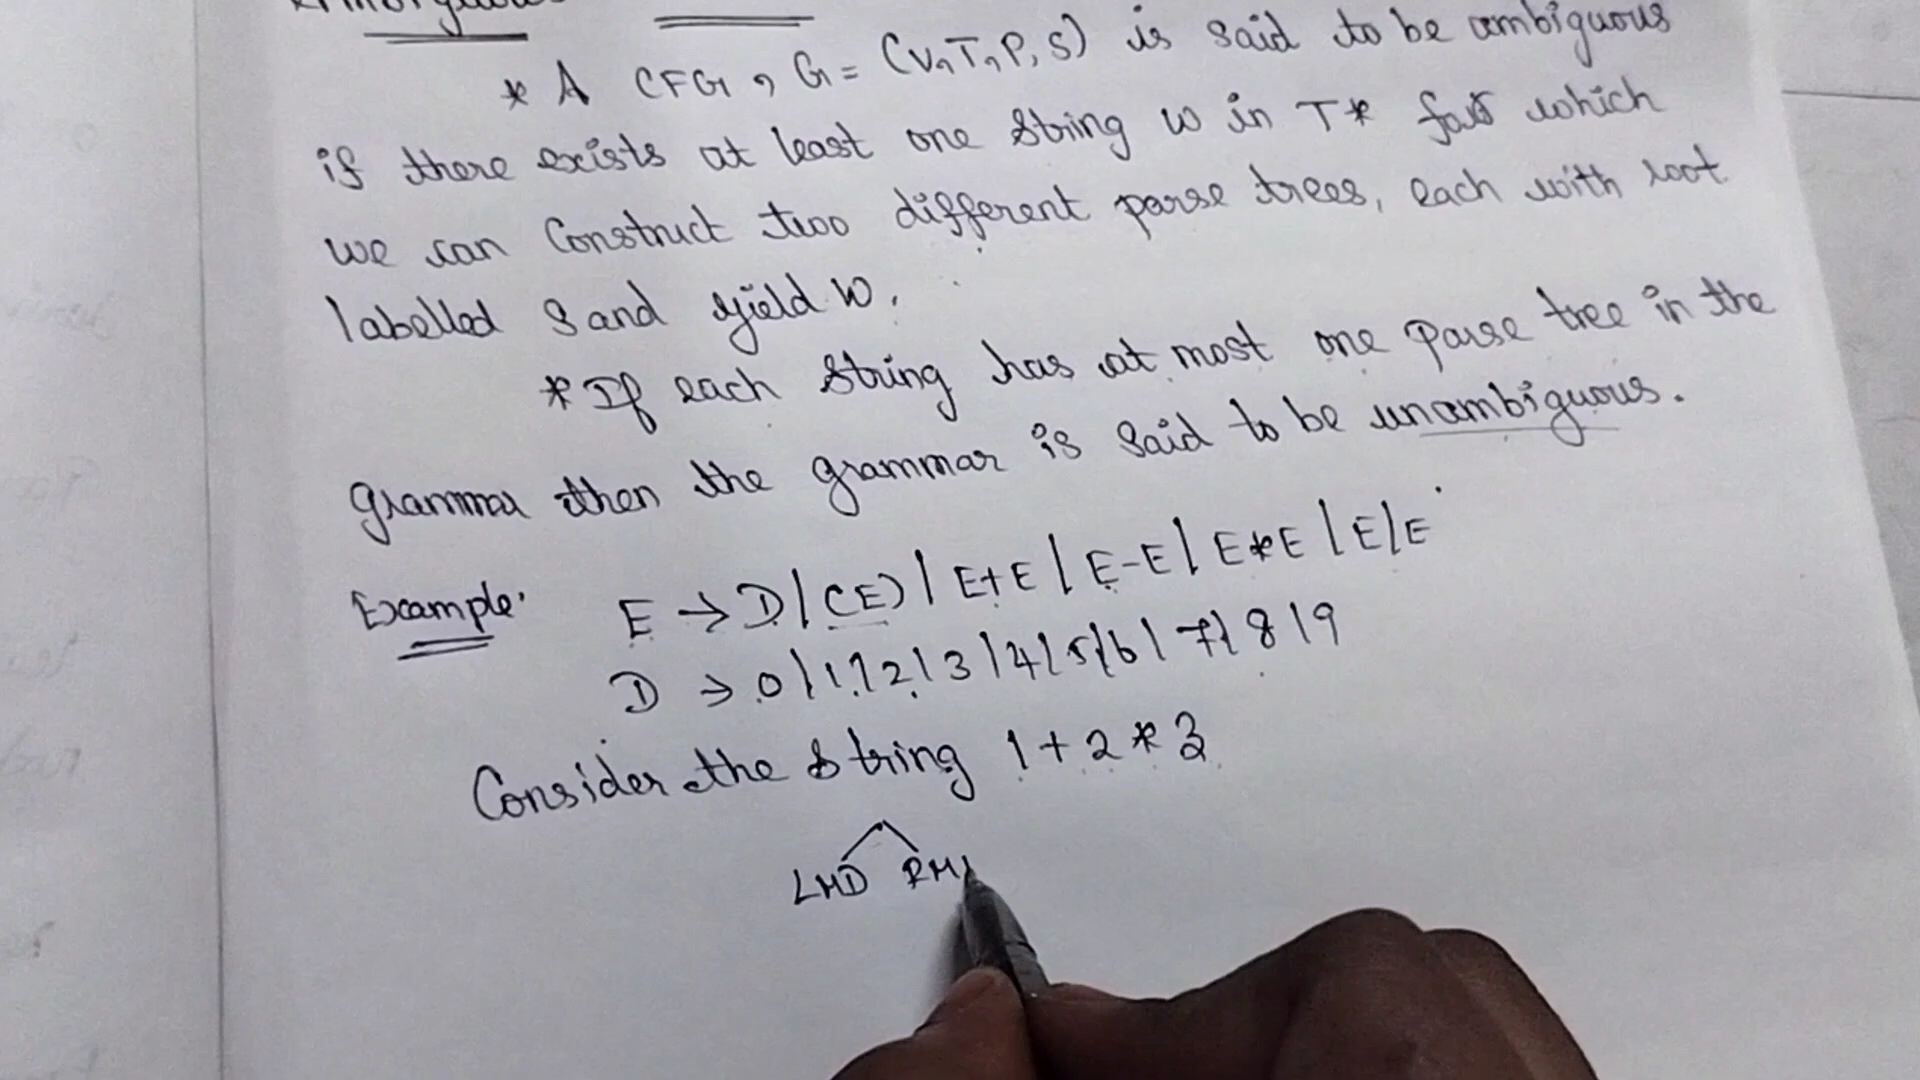 * A CFG, G = (V, T, P, S) is said to be ambiguous
if there exists at least one string w in T* for which
we can construct two different parse trees, each with root
labelled S and yield w.
* If each string has at most one parse tree in the
grammar then the grammar is said to be unambiguous.
Example: E → D | (E) | E+E | E-E | E*E | E/E
D → 0|1|2|3|4|5|6|7|8|9
Consider the string 1+2*3
LMD RM